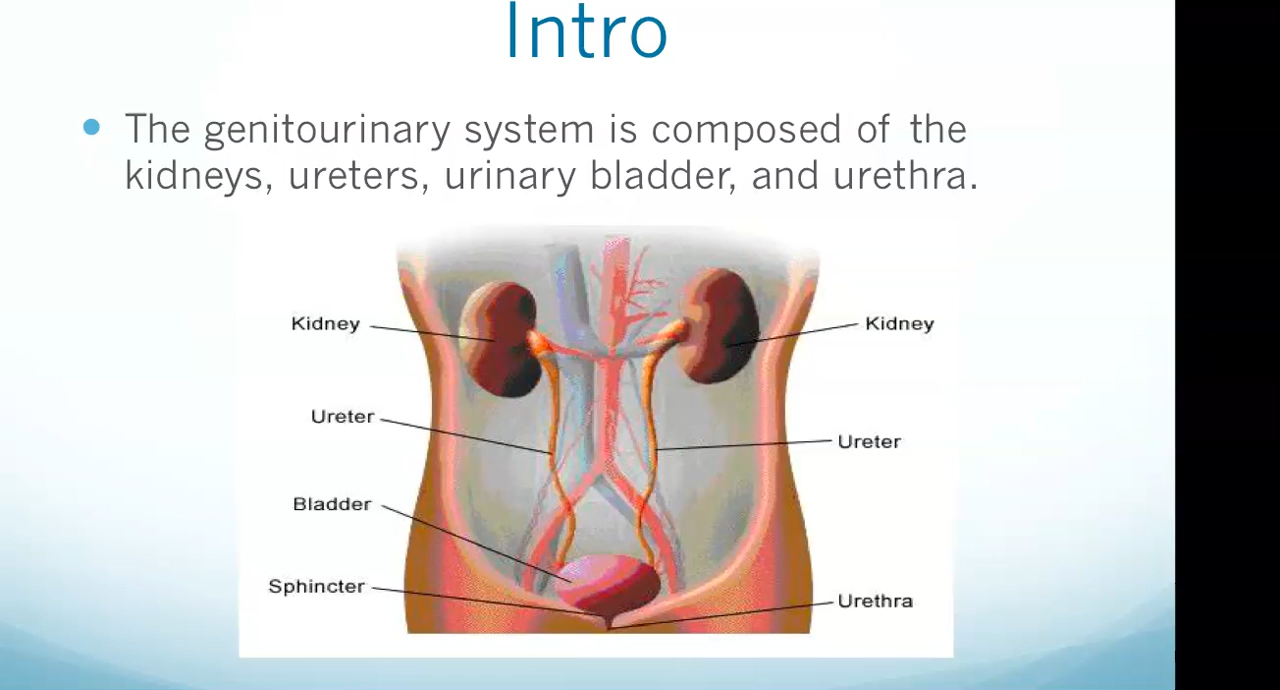 Intro
• The genitourinary system is composed of the
kidneys, ureters, urinary bladder, and urethra.
Kidney
Kidney
Ureter
Ureter
Bladder
Sphincter
Urethra